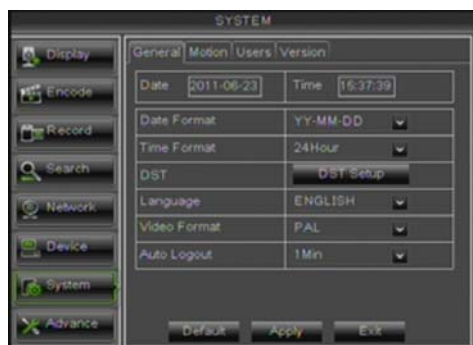 SYSTEM
Display
Encode
Record
Search
Network
Device
System
Advance
General Motion Users Version
Date 2011-06-23 Time 15:37:39
Date Format YY-MM-DD
Time Format 24Hour
DST DST Setup
Language ENGLISH
Video Format PAL
Auto Logout 1Min
Default Apply Exit